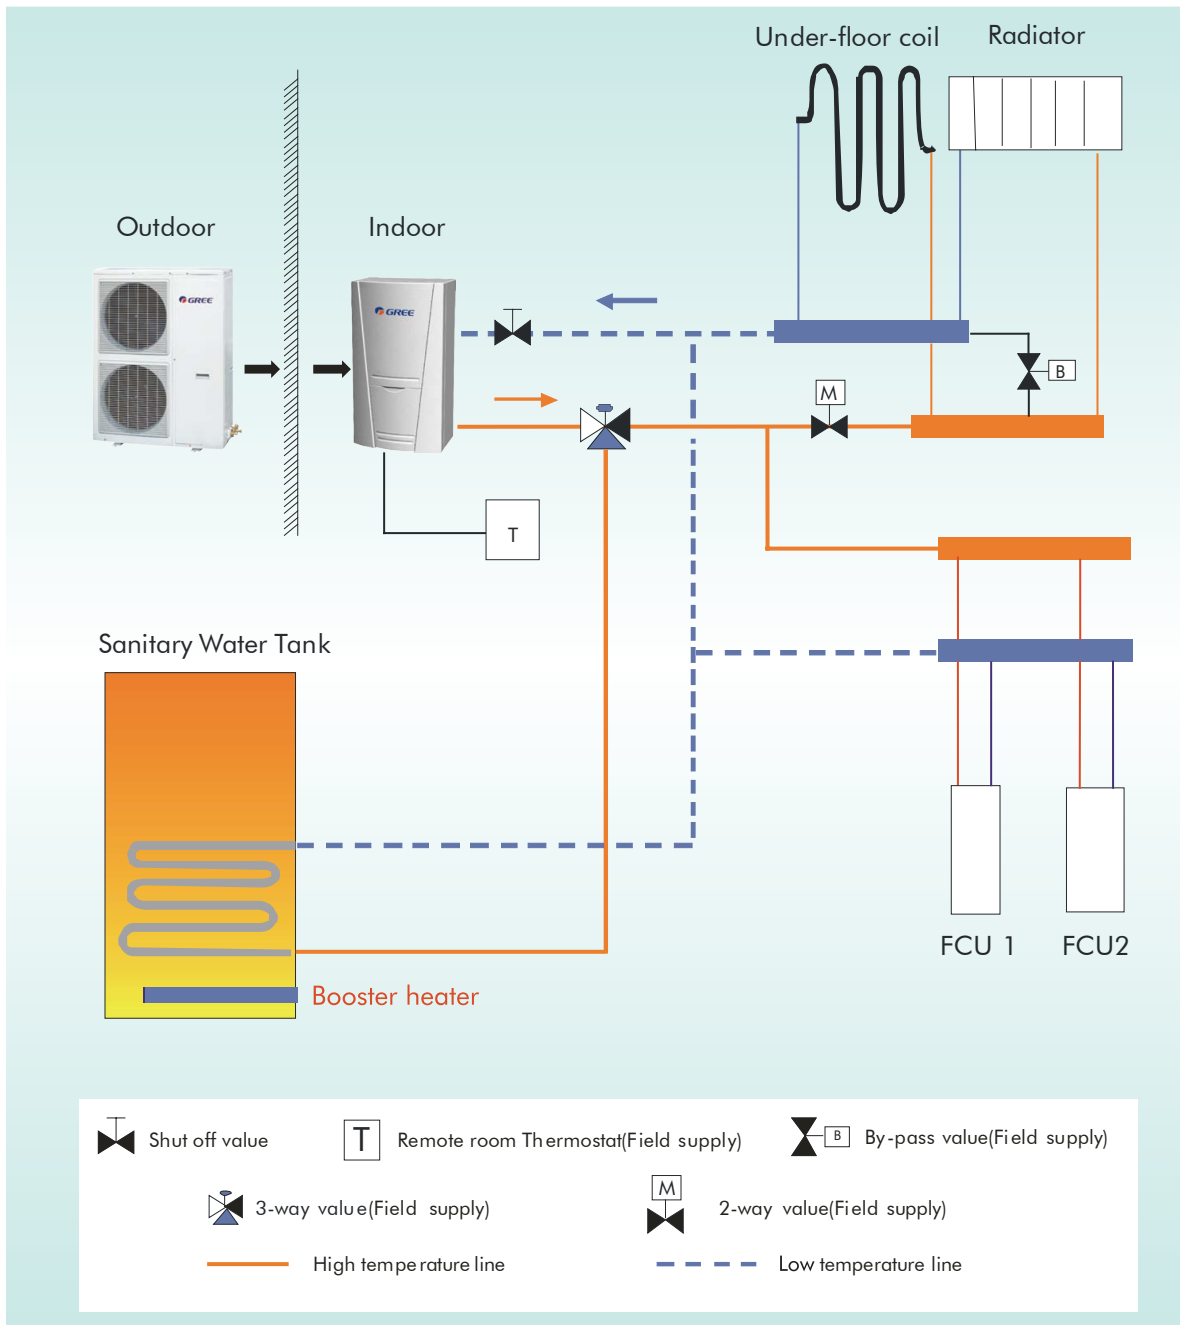 Under-floor coil
Radiator
Outdoor
Indoor
GREE
GREE
M
B
T
Sanitary Water Tank
FCU 1
FCU2
Booster heater
Shut off value
T
Remote room Thermostat(Field supply)
B
By-pass value(Field supply)
3-way value(Field supply)
M
2-way value(Field supply)
High temperature line
Low temperature line